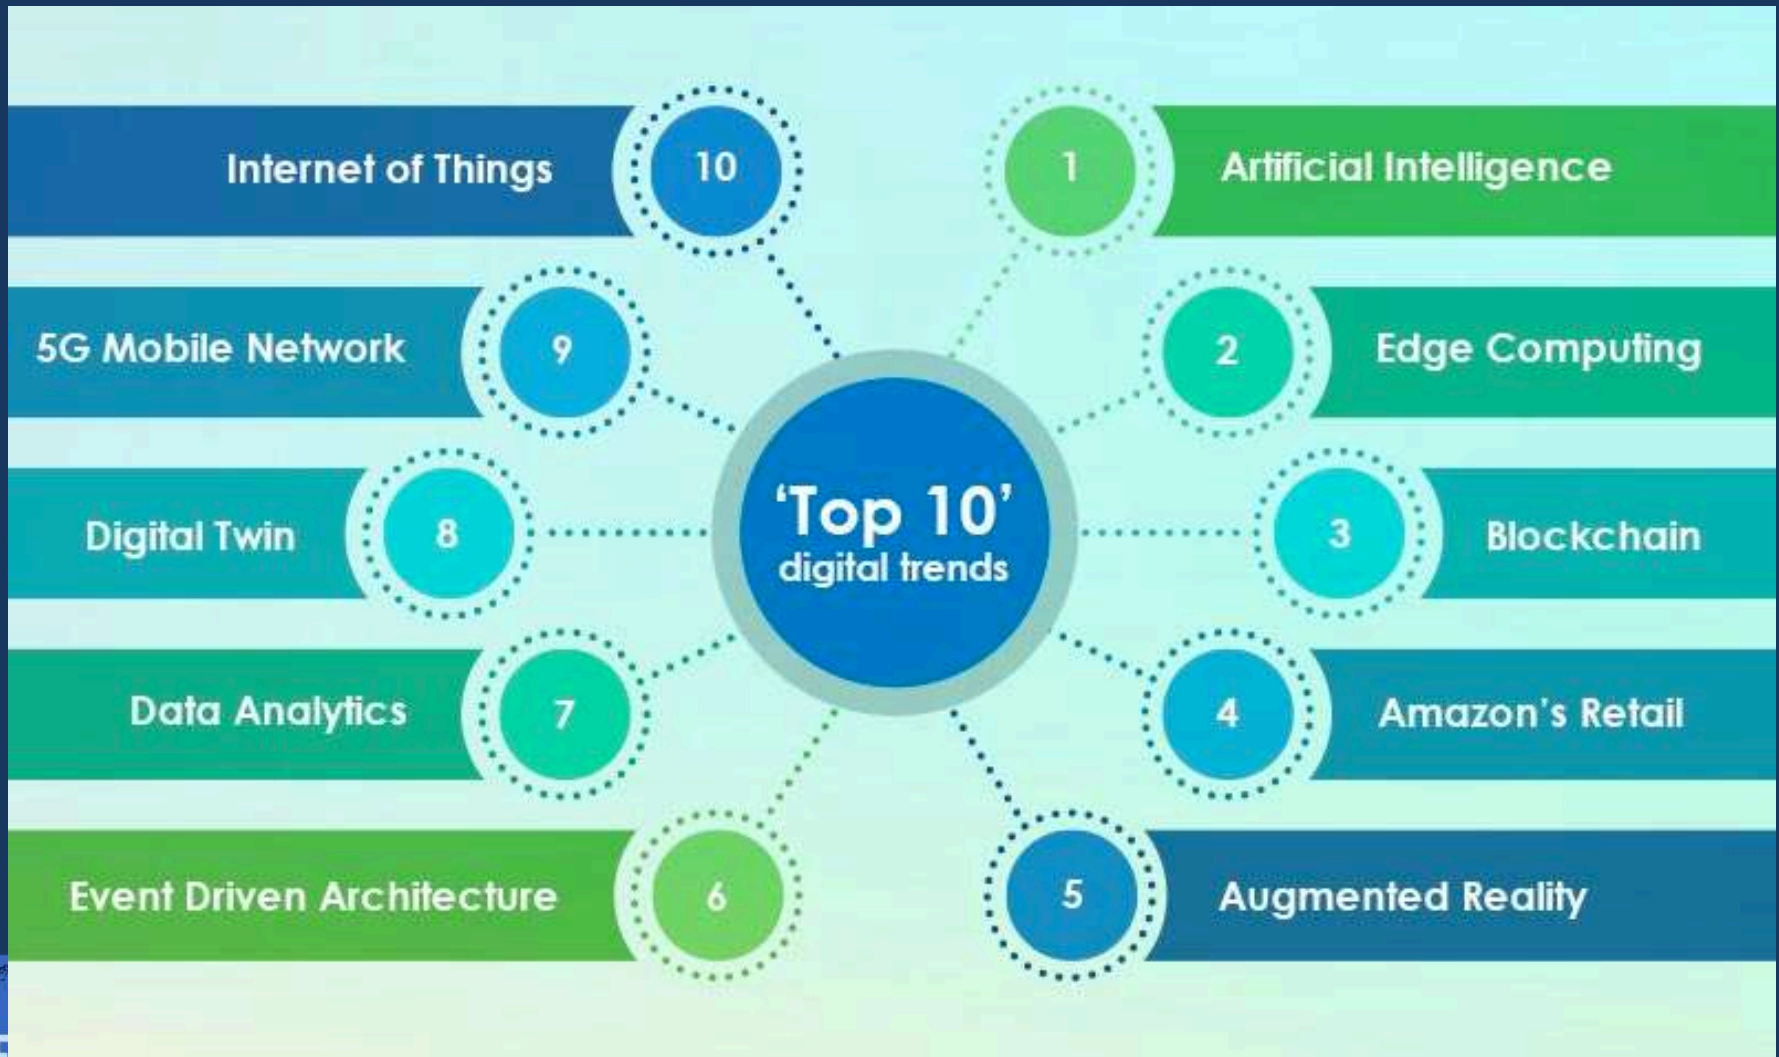 ‘Top 10’
digital trends
1
Artificial Intelligence
2
Edge Computing
3
Blockchain
4
Amazon’s Retail
5
Augmented Reality
6
Event Driven Architecture
7
Data Analytics
8
Digital Twin
9
5G Mobile Network
10
Internet of Things